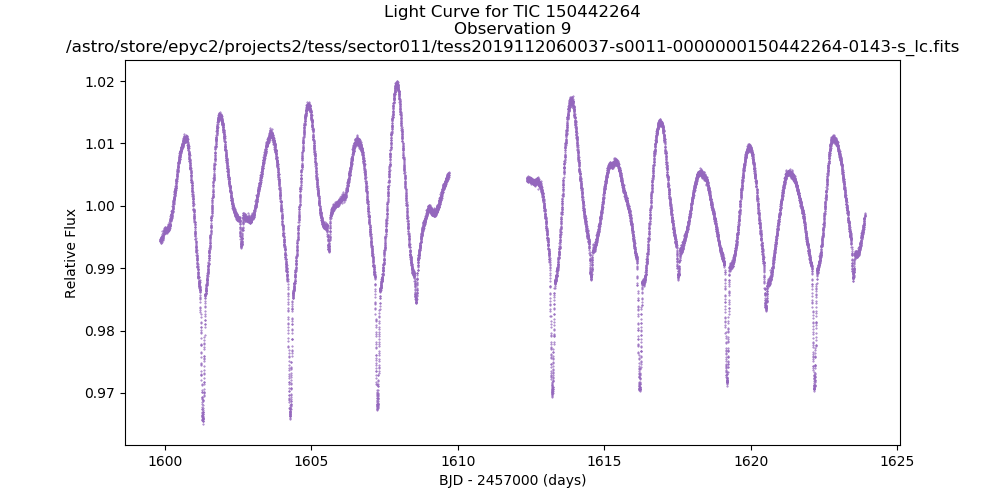 Light Curve for TIC 150442264
Observation 9
/astro/store/epyc2/projects2/tess/sector011/tess2019112060037-s0011-0000000150442264-0143-s_lc.fits
1.02
1.01
1.00
0.99
0.98
0.97
Relative Flux
1600
1605
1610
1615
1620
1625
BJD - 2457000 (days)